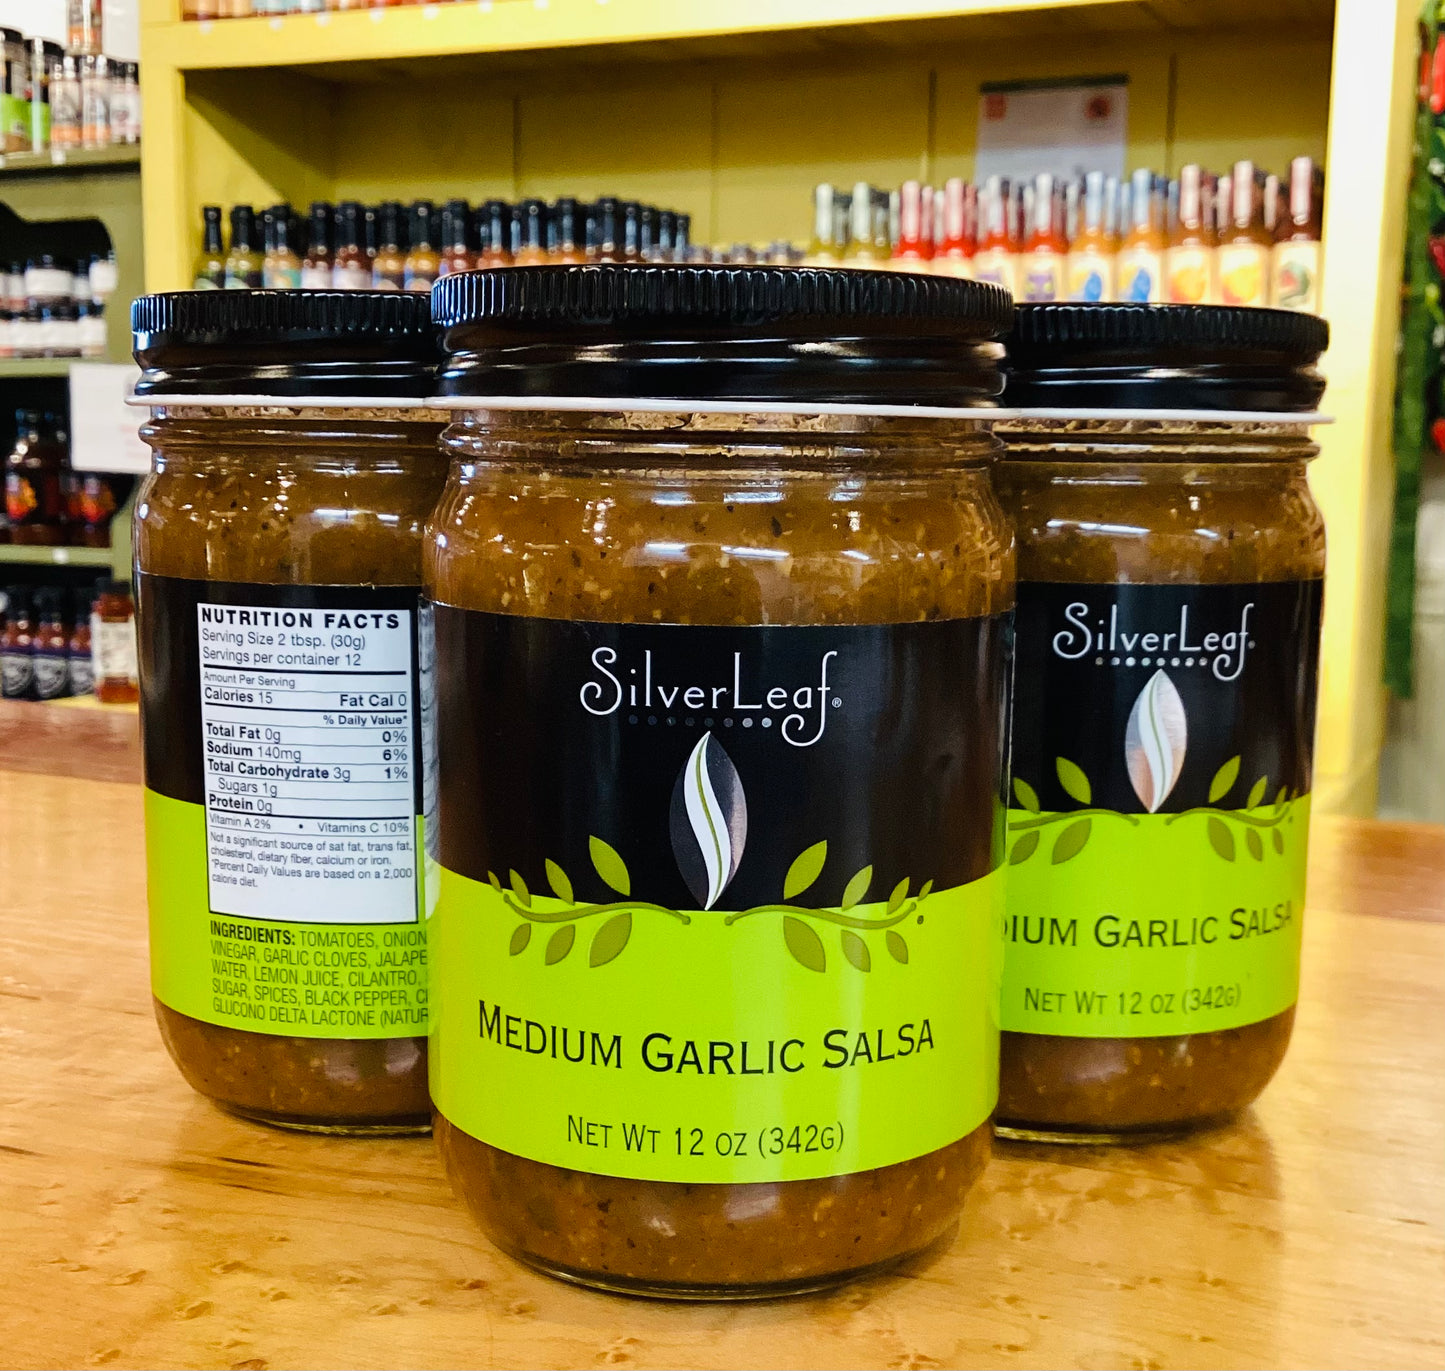 NUTRITION FACTS
Serving Size 2 tbsp. (30g)
Servings per container 12
Amount Per Serving
Calories 15 Fat Cal 0
% Daily Value*
Total Fat 0g 0%
Sodium 140mg 6%
Total Carbohydrate 3g 1%
Sugars 1g
Protein 0g
Vitamin A 2% • Vitamins C 10%
Not a significant source of sat fat, trans fat,
cholesterol, dietary fiber, calcium or iron.
*Percent Daily Values are based on a 2,000
calorie diet.
INGREDIENTS: TOMATOES, ONION
VINEGAR, GARLIC CLOVES, JALAPE
WATER, LEMON JUICE, CILANTRO,
SUGAR, SPICES, BLACK PEPPER, CI
GLUCONO DELTA LACTONE (NATUR
SilverLeaf®
MEDIUM GARLIC SALSA
NET WT 12 OZ (342G)
SilverLeaf®
DIUM GARLIC SALSA
NET WT 12 OZ (342G)